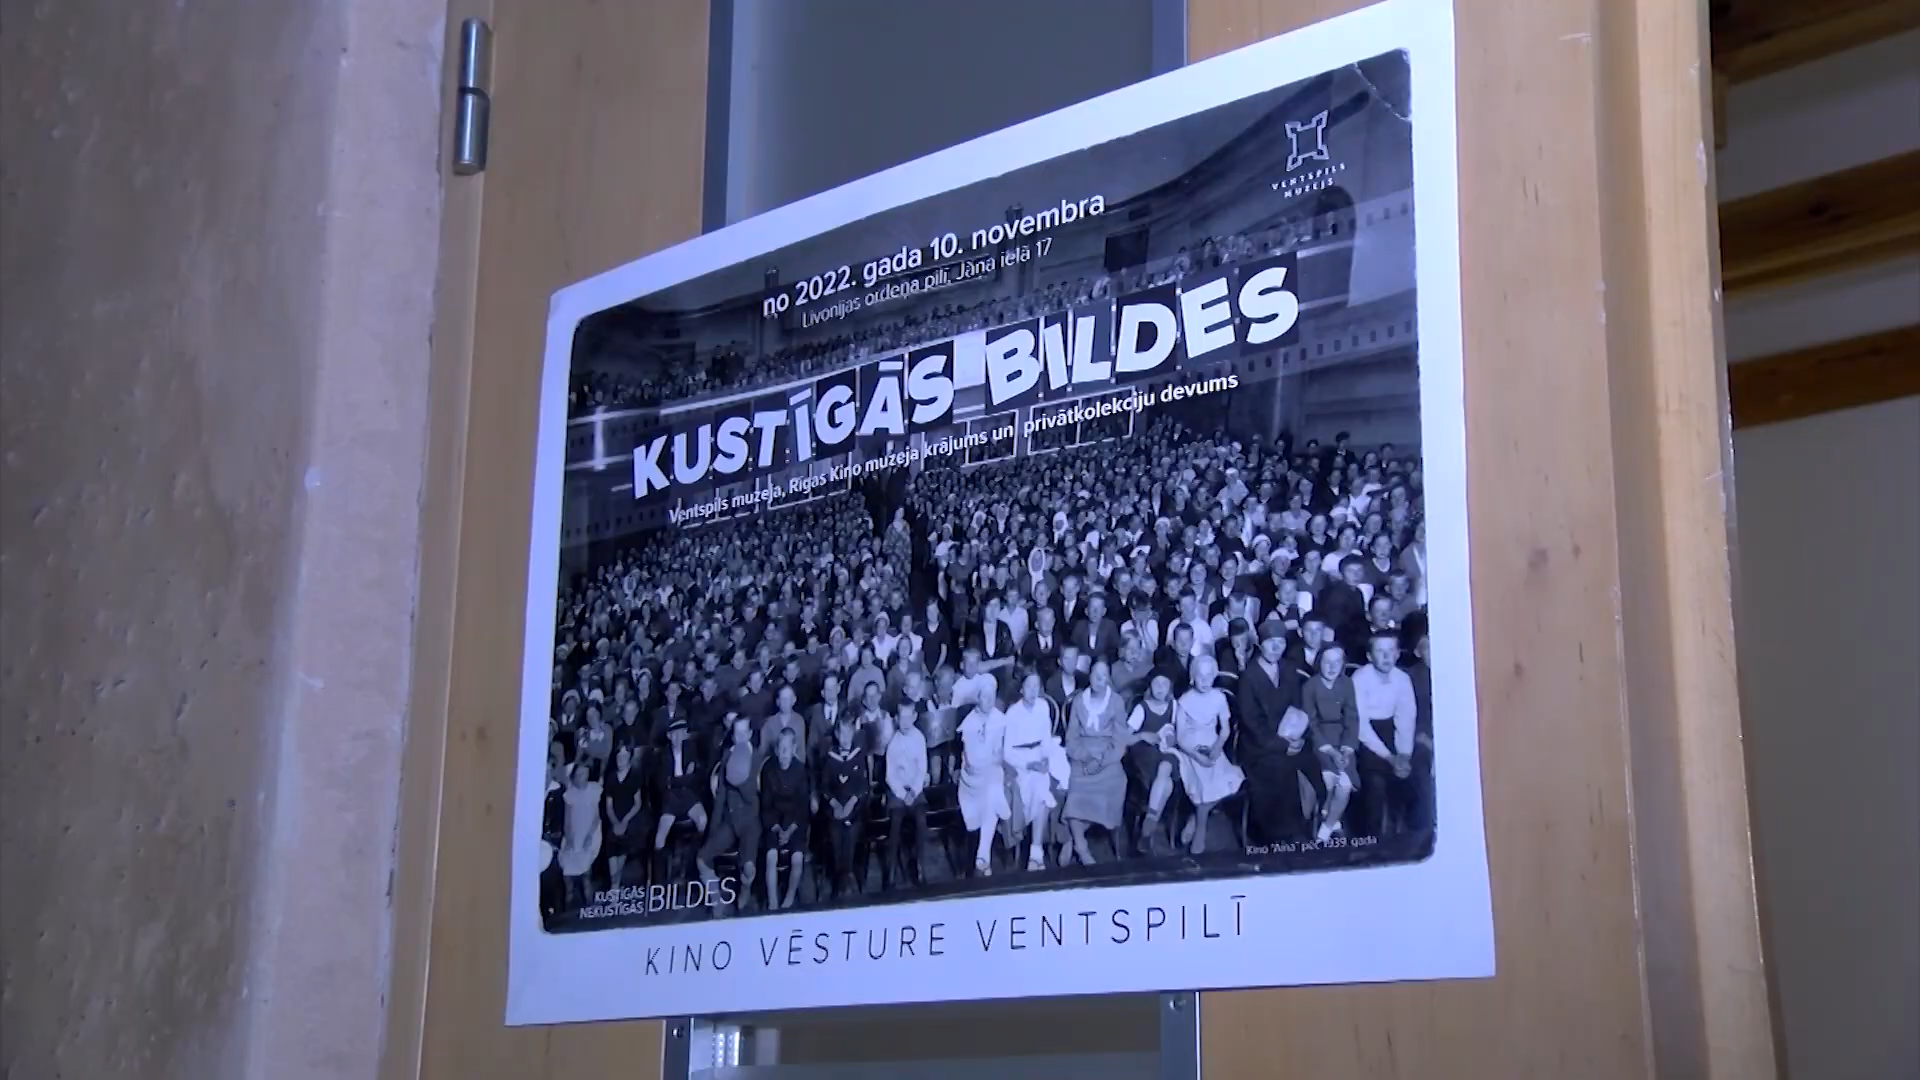 VENTSPILS
MUZEJS
no 2022. gada 10. novembra
Livonijas ordeņa pilī, Jāņa ielā 17
KUSTĪGĀS BILDES
Ventspils muzeja, Rīgas Kino muzeja krājums un privātkolekciju devums
Kino "Aina" pēc 1939. gada
KUSTĪGĀS
NEKUSTĪGĀS BILDES
KINO VĒSTURE VENTSPILĪ